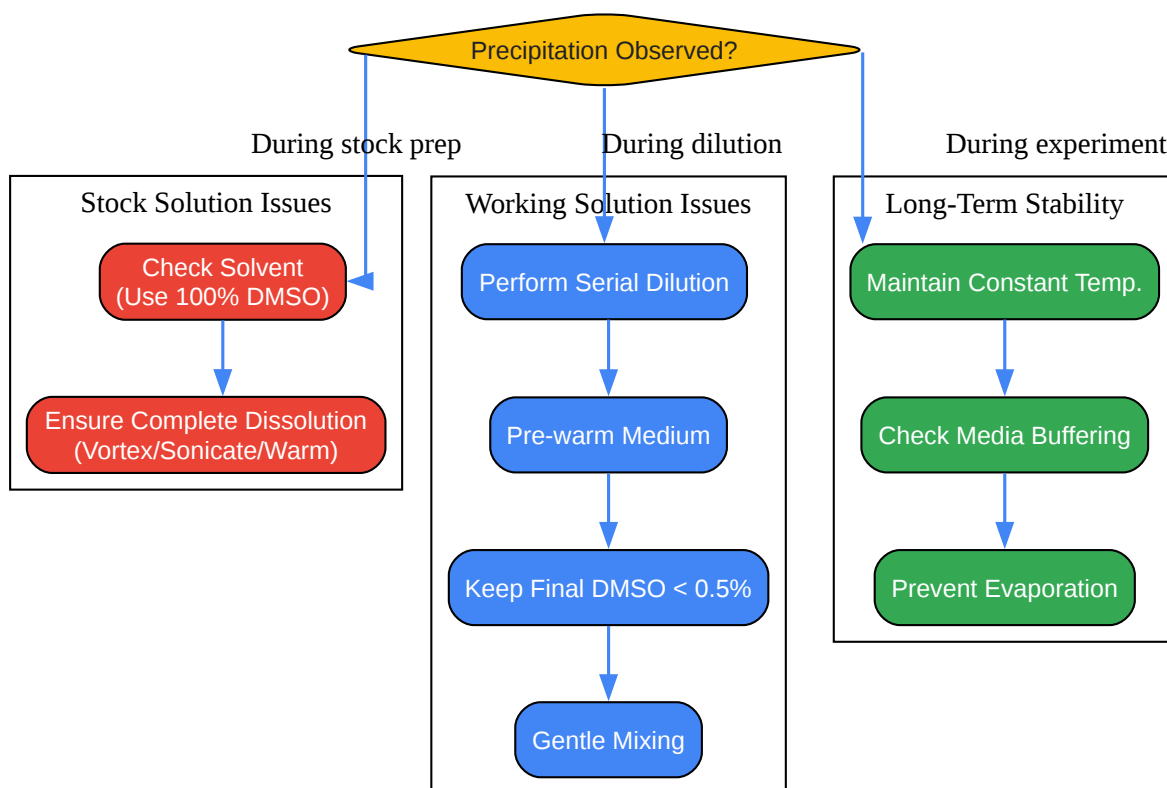 Precipitation Observed?
During stock prep
During dilution
During experiment
Stock Solution Issues
Check Solvent
(Use 100% DMSO)
Ensure Complete Dissolution
(Vortex/Sonicate/Warm)
Working Solution Issues
Perform Serial Dilution
Pre-warm Medium
Keep Final DMSO < 0.5%
Gentle Mixing
Long-Term Stability
Maintain Constant Temp.
Check Media Buffering
Prevent Evaporation